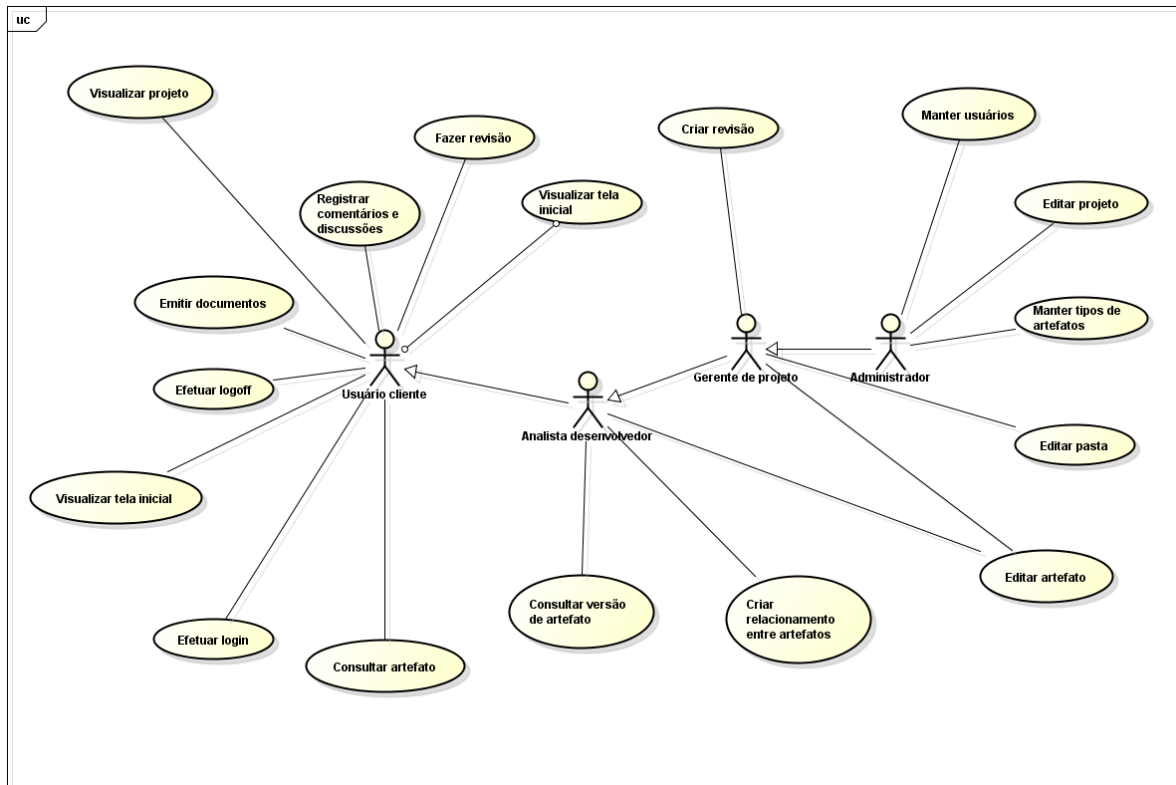 uc
Visualizar projeto
Fazer revisão
Criar revisão
Manter usuários
Registrar
comentários e
discussões
Visualizar tela
inicial
Editar projeto
Emitir documentos
Manter tipos de
artefatos
Efetuar logoff
Usuário cliente
Gerente de projeto
Administrador
Analista desenvolvedor
Editar pasta
Visualizar tela inicial
Editar artefato
Consultar versão
de artefato
Criar
relacionamento
entre artefatos
Efetuar login
Consultar artefato